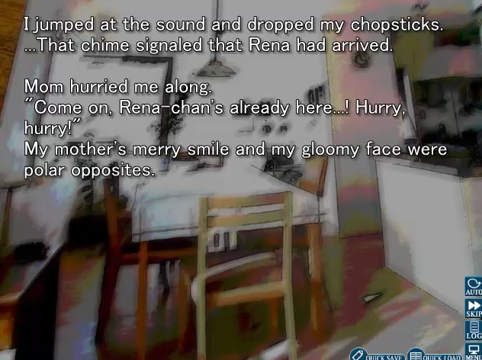 I jumped at the sound and dropped my chopsticks.
...That chime signaled that Rena had arrived.
Mom hurried me along.
"Come on, Rena-chan's already here...! Hurry,
hurry!"
My mother's merry smile and my gloomy face were
polar opposites.
AUTO
SKIP
LOG
MENU
QUICK SAVE
QUICK LOAD